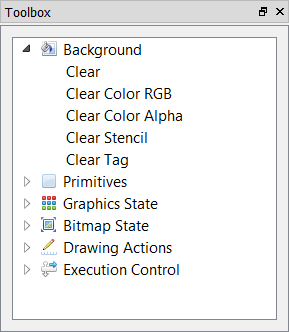 Toolbox
Background
Clear
Clear Color RGB
Clear Color Alpha
Clear Stencil
Clear Tag
Primitives
Graphics State
Bitmap State
Drawing Actions
Execution Control